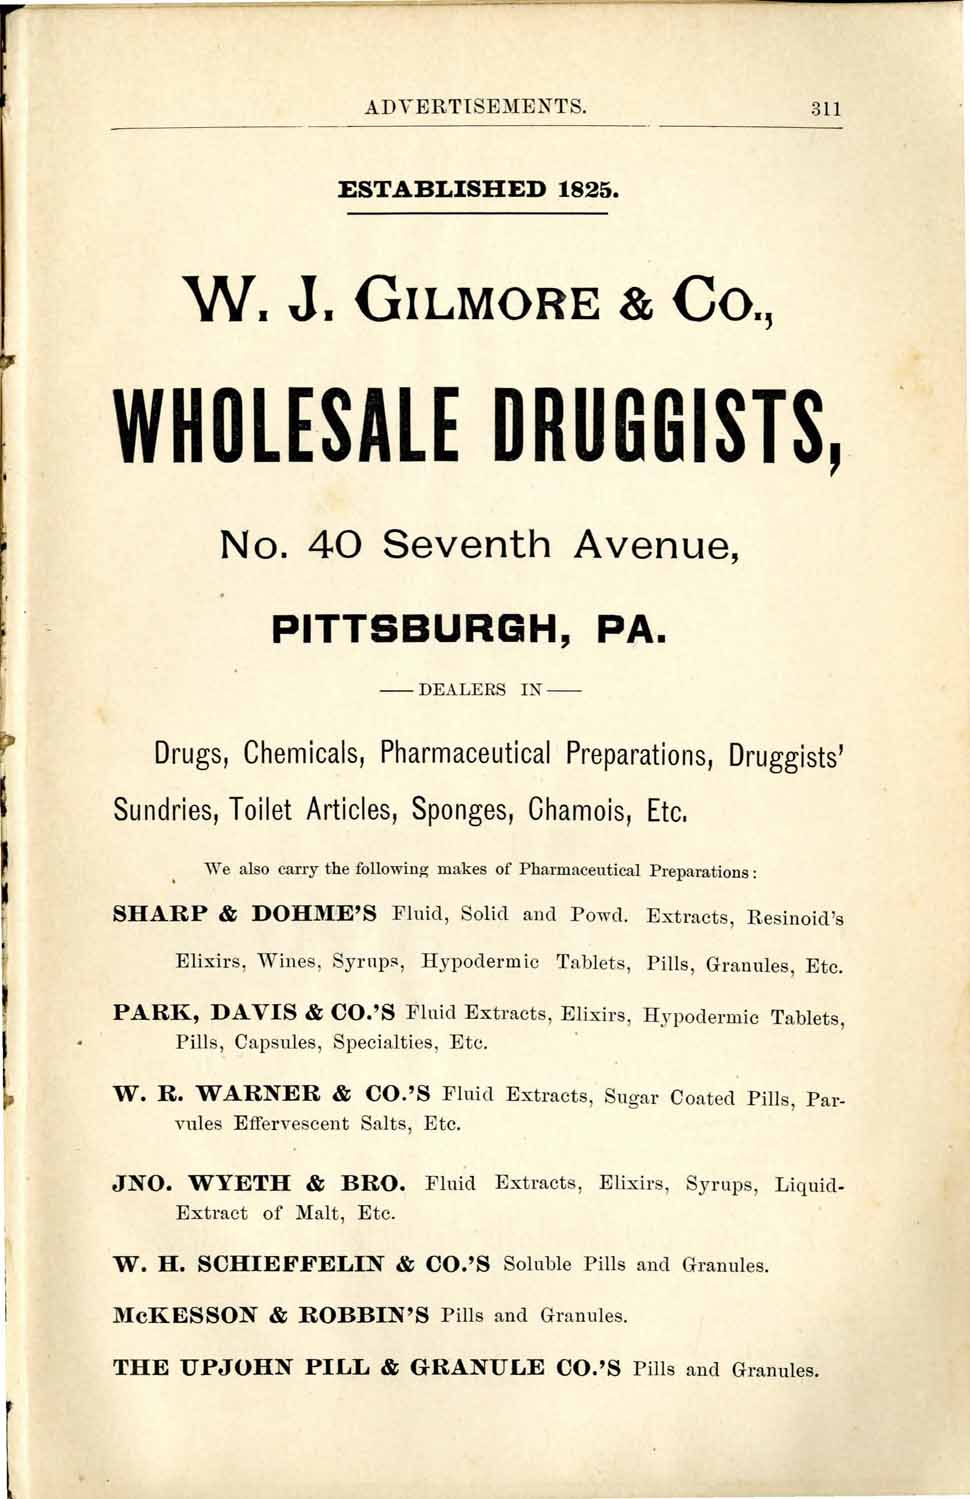 ADVERTISEMENTS. 311
ESTABLISHED 1825.
W. J. GILMORE & CO.,
WHOLESALE DRUGGISTS,
No. 40 Seventh Avenue,
PITTSBURGH, PA.
— DEALERS IN —
Drugs, Chemicals, Pharmaceutical Preparations, Druggists'
Sundries, Toilet Articles, Sponges, Chamois, Etc.
We also carry the following makes of Pharmaceutical Preparations:
SHARP & DOHME'S Fluid, Solid and Powd. Extracts, Resinoid's
Elixirs, Wines, Syrups, Hypodermic Tablets, Pills, Granules, Etc.
PARK, DAVIS & CO.'S Fluid Extracts, Elixirs, Hypodermic Tablets,
Pills, Capsules, Specialties, Etc.
W. R. WARNER & CO.'S Fluid Extracts, Sugar Coated Pills, Par-
vules Effervescent Salts, Etc.
JNO. WYETH & BRO. Fluid Extracts, Elixirs, Syrups, Liquid-
Extract of Malt, Etc.
W. H. SCHIEFFELIN & CO.'S Soluble Pills and Granules.
McKESSON & ROBBIN'S Pills and Granules.
THE UPJOHN PILL & GRANULE CO.'S Pills and Granules.